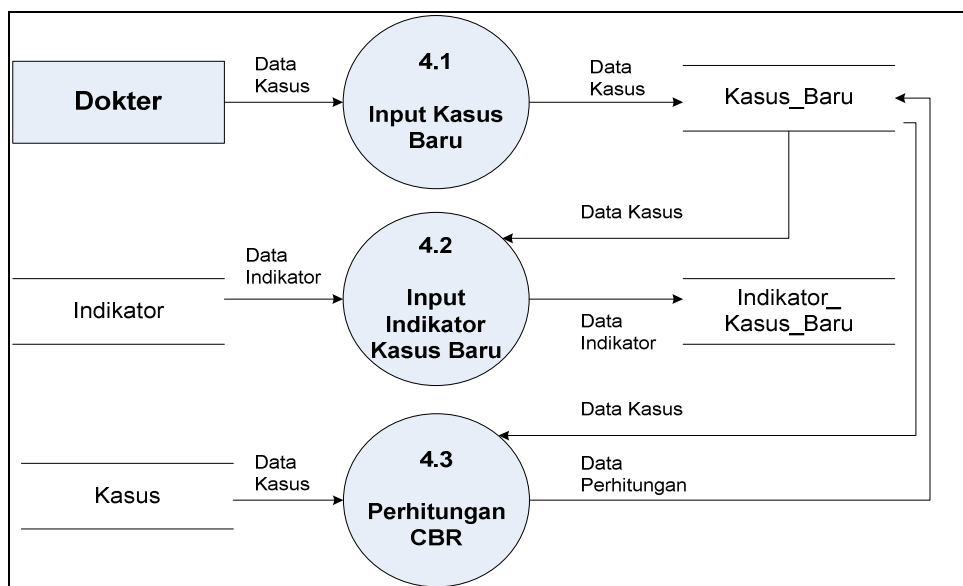 Dokter
Data
Kasus
4.1
Input Kasus
Baru
Data
Kasus
Kasus_Baru
Data Kasus
Indikator
Data
Indikator
4.2
Input
Indikator
Kasus Baru
Data
Indikator
Indikator_
Kasus_Baru
Data Kasus
Kasus
Data
Kasus
4.3
Perhitungan
CBR
Data
Perhitungan